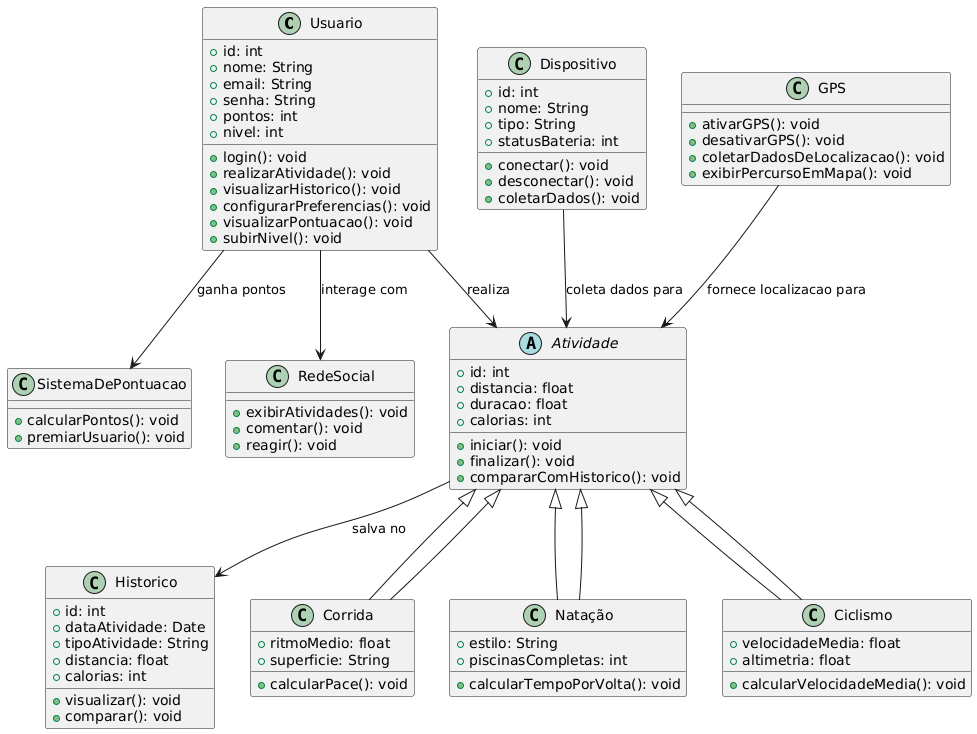 C Usuario
id: int
nome: String
email: String
senha: String
pontos: int
nivel: int
login(): void
realizarAtividade(): void
visualizarHistorico(): void
configurarPreferencias(): void
visualizarPontuacao(): void
subirNivel(): void
C Dispositivo
id: int
nome: String
tipo: String
statusBateria: int
conectar(): void
desconectar(): void
coletarDados(): void
C GPS
ativarGPS(): void
desativarGPS(): void
coletarDadosDeLocalizacao(): void
exibirPercursoEmMapa(): void
ganha pontos
interage com
realiza
coleta dados para
fornece localizacao para
C SistemaDePontuacao
calcularPontos(): void
premiarUsuario(): void
C RedeSocial
exibirAtividades(): void
comentar(): void
reagir(): void
A Atividade
id: int
distancia: float
duracao: float
calorias: int
iniciar(): void
finalizar(): void
compararComHistorico(): void
salva no
C Historico
id: int
dataAtividade: Date
tipoAtividade: String
distancia: float
calorias: int
visualizar(): void
comparar(): void
C Corrida
ritmoMedio: float
superficie: String
calcularPace(): void
C Natação
estilo: String
piscinasCompletas: int
calcularTempoPorVolta(): void
C Ciclismo
velocidadeMedia: float
altimetria: float
calcularVelocidadeMedia(): void